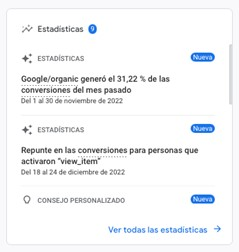 Estadísticas 9
ESTADÍSTICAS Nueva
Google/organic generó el 31,22 % de las
conversiones del mes pasado
Del 1 al 30 de noviembre de 2022
ESTADÍSTICAS Nueva
Repunte en las conversiones para personas que
activaron "view_item"
Del 18 al 24 de diciembre de 2022
CONSEJO PERSONALIZADO Nueva
Ver todas las estadísticas